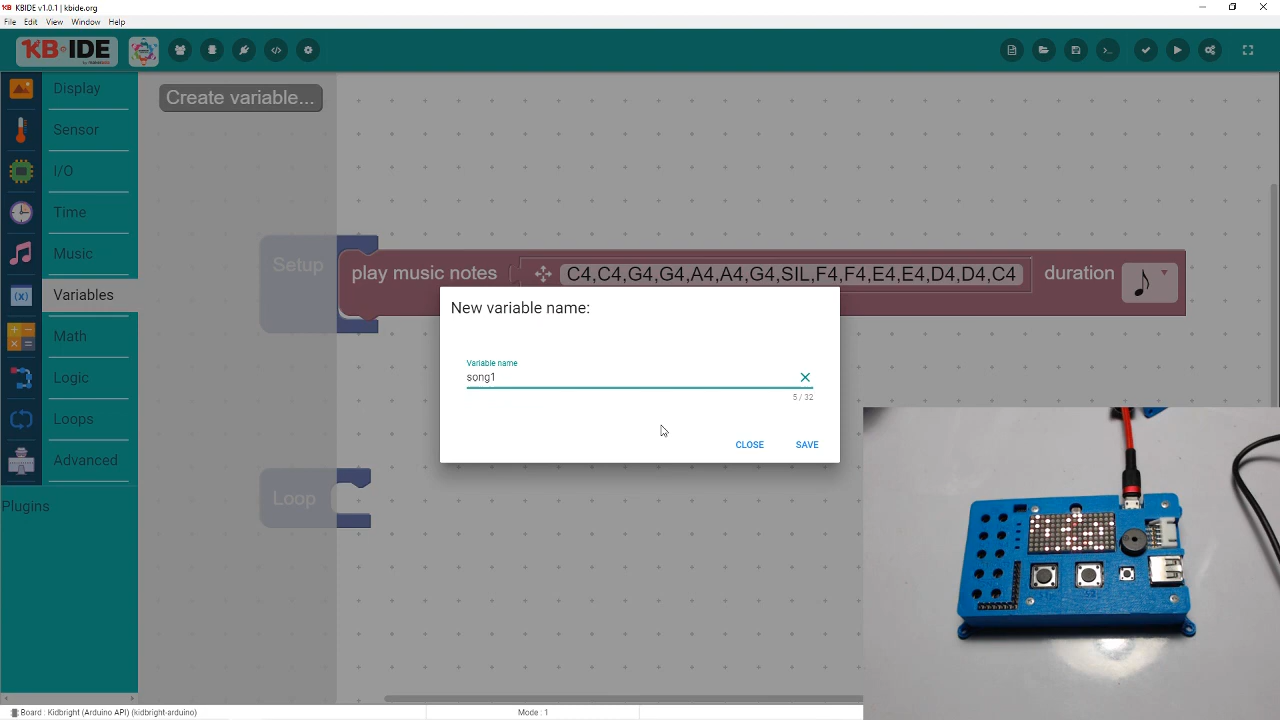 KBIDE v1.0.1 | kbide.org
File Edit View Window Help
KB IDE
Display
Create variable...
Sensor
I/O
Time
Music
Setup play music notes C4,C4,G4,G4,A4,A4,G4,SIL,F4,F4,E4,E4,D4,D4,C4 duration
Variables
New variable name:
Math
Variable name
Logic
song1
5 / 32
Loops
CLOSE SAVE
Advanced
Loop
Plugins
Board : Kidbright (Arduino API) (kidbright-arduino) Mode : 1